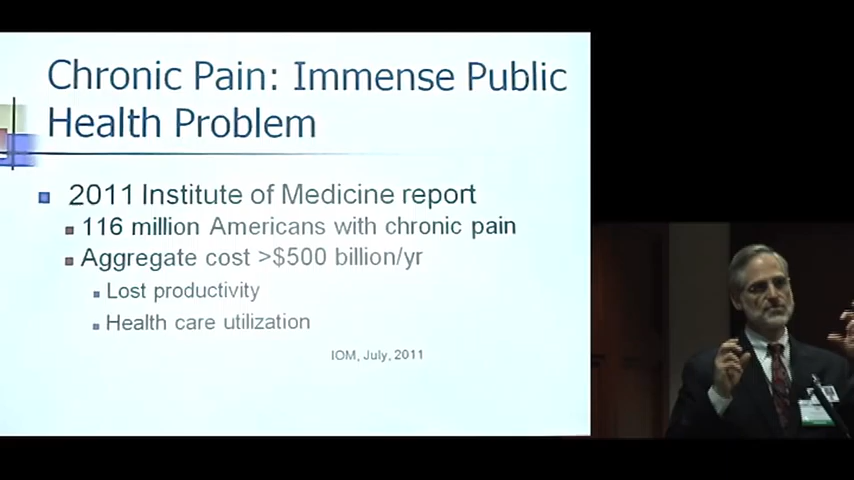 Chronic Pain: Immense Public
Health Problem
2011 Institute of Medicine report
116 million Americans with chronic pain
Aggregate cost >$500 billion/yr
Lost productivity
Health care utilization
IOM, July, 2011